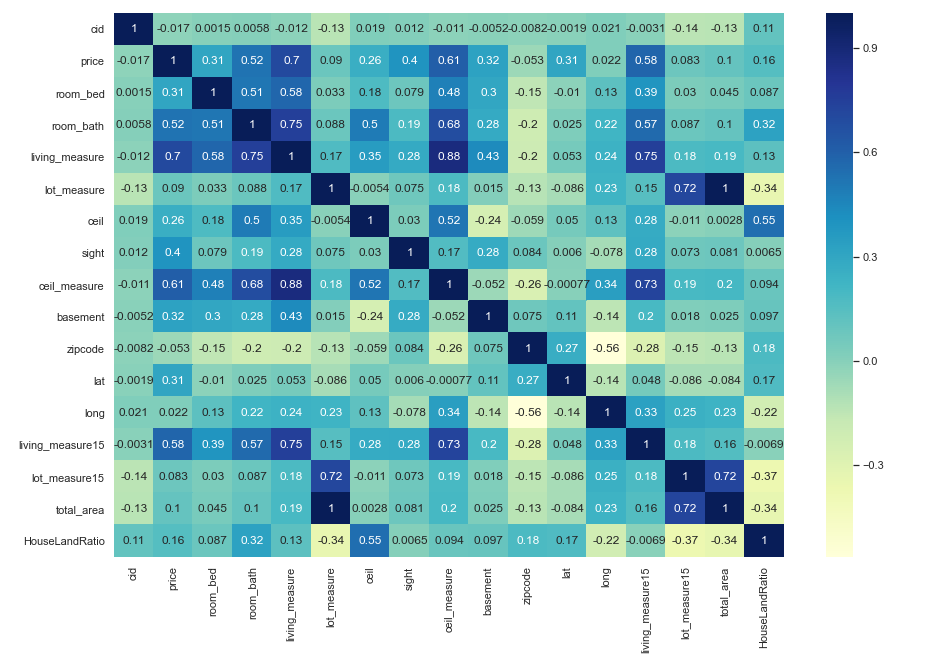 cid 1 -0.017 0.0015 0.0058 -0.012 -0.13 0.019 0.012 -0.011 -0.0052 -0.0082 -0.0019 0.021 -0.0031 -0.14 -0.13 0.11
price -0.017 1 0.31 0.52 0.7 0.09 0.26 0.4 0.61 0.32 -0.053 0.31 0.022 0.58 0.083 0.1 0.16
room_bed 0.0015 0.31 1 0.51 0.58 0.033 0.18 0.079 0.48 0.3 -0.15 -0.01 0.13 0.39 0.03 0.045 0.087
room_bath 0.0058 0.52 0.51 1 0.75 0.088 0.5 0.19 0.68 0.28 -0.2 0.025 0.22 0.57 0.087 0.1 0.32
living_measure -0.012 0.7 0.58 0.75 1 0.17 0.35 0.28 0.88 0.43 -0.2 0.053 0.24 0.75 0.18 0.19 0.13
lot_measure -0.13 0.09 0.033 0.088 0.17 1 -0.0054 0.075 0.18 0.015 -0.13 -0.086 0.23 0.15 0.72 1 -0.34
ceil 0.019 0.26 0.18 0.5 0.35 -0.0054 1 0.03 0.52 -0.24 -0.059 0.05 0.13 0.28 -0.011 0.0028 0.55
sight 0.012 0.4 0.079 0.19 0.28 0.075 0.03 1 0.17 0.28 0.084 0.006 -0.078 0.28 0.073 0.081 0.0065
ceil_measure -0.011 0.61 0.48 0.68 0.88 0.18 0.52 0.17 1 -0.052 -0.26 -0.00077 0.34 0.73 0.19 0.2 0.094
basement -0.0052 0.32 0.3 0.28 0.43 0.015 -0.24 0.28 -0.052 1 0.075 0.11 -0.14 0.2 0.018 0.025 0.097
zipcode -0.0082 -0.053 -0.15 -0.2 -0.2 -0.13 -0.059 0.084 -0.26 0.075 1 0.27 -0.56 -0.28 -0.15 -0.13 0.18
lat -0.0019 0.31 -0.01 0.025 0.053 -0.086 0.05 0.006 -0.00077 0.11 0.27 1 -0.14 0.048 -0.086 -0.084 0.17
long 0.021 0.022 0.13 0.22 0.24 0.23 0.13 -0.078 0.34 -0.14 -0.56 -0.14 1 0.33 0.25 0.23 -0.22
living_measure15 -0.0031 0.58 0.39 0.57 0.75 0.15 0.28 0.28 0.73 0.2 -0.28 0.048 0.33 1 0.18 0.16 -0.0069
lot_measure15 -0.14 0.083 0.03 0.087 0.18 0.72 -0.011 0.073 0.19 0.018 -0.15 -0.086 0.25 0.18 1 0.72 -0.37
total_area -0.13 0.1 0.045 0.1 0.19 1 0.0028 0.081 0.2 0.025 -0.13 -0.084 0.23 0.16 0.72 1 -0.34
HouseLandRatio 0.11 0.16 0.087 0.32 0.13 -0.34 0.55 0.0065 0.094 0.097 0.18 0.17 -0.22 -0.0069 -0.37 -0.34 1
cid price room_bed room_bath living_measure lot_measure ceil sight ceil_measure basement zipcode lat long living_measure15 lot_measure15 total_area HouseLandRatio
0.9
0.6
0.3
0.0
-0.3